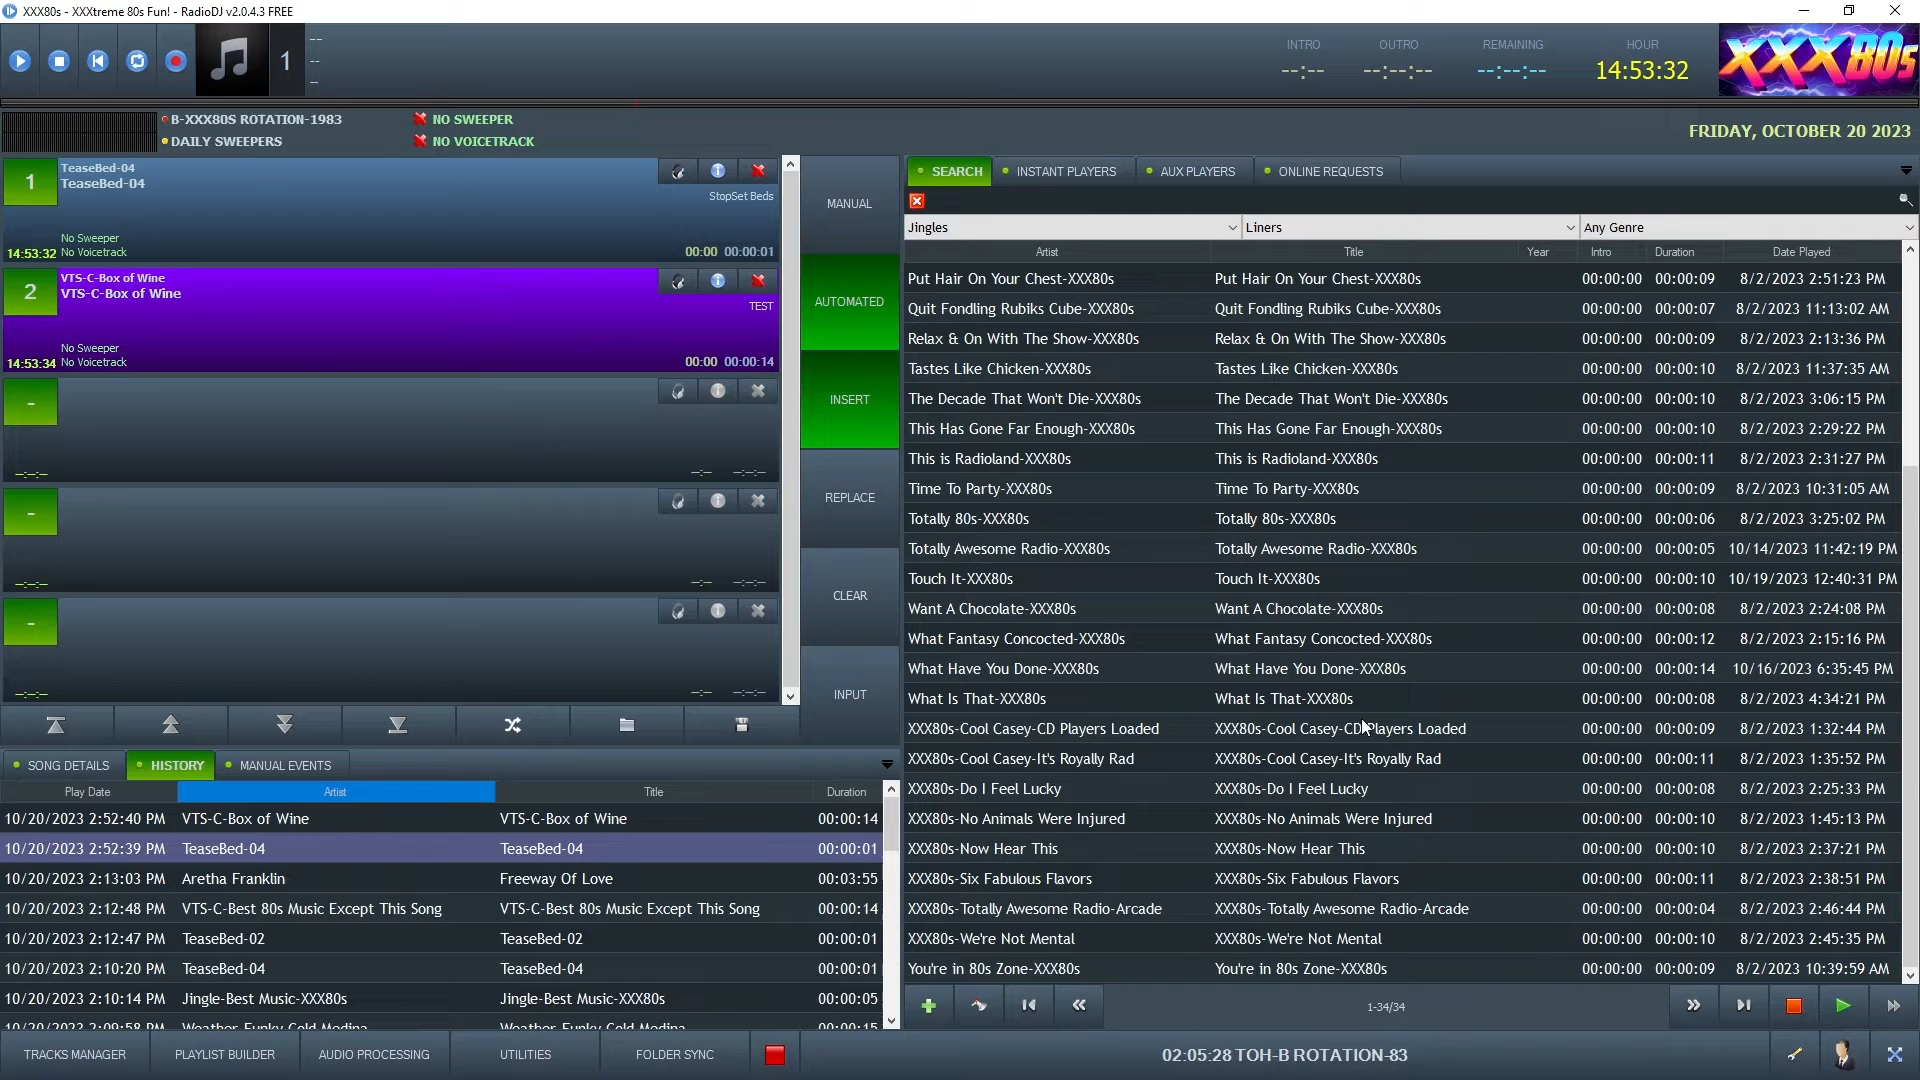 XXX80s - XXXtreme 80s Fun! - RadioDJ v2.0.4.3 FREE
1
--
--
--
INTRO
--:--
OUTRO
--:--:--
REMAINING
--:--:--
HOUR
14:53:32
XXX80s
B-XXX80S ROTATION-1983
DAILY SWEEPERS
NO SWEEPER
NO VOICETRACK
FRIDAY, OCTOBER 20 2023
1
TeaseBed-04
TeaseBed-04
StopSet Beds
No Sweeper
14:53:32 No Voicetrack
00:00 00:00:01
2
VTS-C-Box of Wine
VTS-C-Box of Wine
TEST
No Sweeper
14:53:34 No Voicetrack
00:00 00:00:14
-
--:--:-- --:-- --:--:--
-
--:--:-- --:-- --:--:--
-
--:--:-- --:-- --:--:--
MANUAL
AUTOMATED
INSERT
REPLACE
CLEAR
INPUT
SONG DETAILS HISTORY MANUAL EVENTS
Play Date Artist Title Duration
10/20/2023 2:52:40 PM VTS-C-Box of Wine VTS-C-Box of Wine 00:00:14
10/20/2023 2:52:39 PM TeaseBed-04 TeaseBed-04 00:00:01
10/20/2023 2:13:03 PM Aretha Franklin Freeway Of Love 00:03:55
10/20/2023 2:12:48 PM VTS-C-Best 80s Music Except This Song VTS-C-Best 80s Music Except This Song 00:00:14
10/20/2023 2:12:47 PM TeaseBed-02 TeaseBed-02 00:00:01
10/20/2023 2:10:20 PM TeaseBed-04 TeaseBed-04 00:00:01
10/20/2023 2:10:14 PM Jingle-Best Music-XXX80s Jingle-Best Music-XXX80s 00:00:05
10/20/2023 2:09:58 PM Weather Funky Cold Medina Weather Funky Cold Medina 00:00:15
SEARCH INSTANT PLAYERS AUX PLAYERS ONLINE REQUESTS
Jingles Liners Any Genre
Artist Title Year Intro Duration Date Played
Put Hair On Your Chest-XXX80s Put Hair On Your Chest-XXX80s 00:00:00 00:00:09 8/2/2023 2:51:23 PM
Quit Fondling Rubiks Cube-XXX80s Quit Fondling Rubiks Cube-XXX80s 00:00:00 00:00:07 8/2/2023 11:13:02 AM
Relax & On With The Show-XXX80s Relax & On With The Show-XXX80s 00:00:00 00:00:09 8/2/2023 2:13:36 PM
Tastes Like Chicken-XXX80s Tastes Like Chicken-XXX80s 00:00:00 00:00:10 8/2/2023 11:37:35 AM
The Decade That Won't Die-XXX80s The Decade That Won't Die-XXX80s 00:00:00 00:00:10 8/2/2023 3:06:15 PM
This Has Gone Far Enough-XXX80s This Has Gone Far Enough-XXX80s 00:00:00 00:00:10 8/2/2023 2:29:22 PM
This is Radioland-XXX80s This is Radioland-XXX80s 00:00:00 00:00:11 8/2/2023 2:31:27 PM
Time To Party-XXX80s Time To Party-XXX80s 00:00:00 00:00:09 8/2/2023 10:31:05 AM
Totally 80s-XXX80s Totally 80s-XXX80s 00:00:00 00:00:06 8/2/2023 3:25:02 PM
Totally Awesome Radio-XXX80s Totally Awesome Radio-XXX80s 00:00:00 00:00:05 10/14/2023 11:42:19 PM
Touch It-XXX80s Touch It-XXX80s 00:00:00 00:00:10 10/19/2023 12:40:31 PM
Want A Chocolate-XXX80s Want A Chocolate-XXX80s 00:00:00 00:00:08 8/2/2023 2:24:08 PM
What Fantasy Concocted-XXX80s What Fantasy Concocted-XXX80s 00:00:00 00:00:12 8/2/2023 2:15:16 PM
What Have You Done-XXX80s What Have You Done-XXX80s 00:00:00 00:00:14 10/16/2023 6:35:45 PM
What Is That-XXX80s What Is That-XXX80s 00:00:00 00:00:08 8/2/2023 4:34:21 PM
XXX80s-Cool Casey-CD Players Loaded XXX80s-Cool Casey-CD Players Loaded 00:00:00 00:00:09 8/2/2023 1:32:44 PM
XXX80s-Cool Casey-It's Royally Rad XXX80s-Cool Casey-It's Royally Rad 00:00:00 00:00:11 8/2/2023 1:35:52 PM
XXX80s-Do I Feel Lucky XXX80s-Do I Feel Lucky 00:00:00 00:00:08 8/2/2023 2:25:33 PM
XXX80s-No Animals Were Injured XXX80s-No Animals Were Injured 00:00:00 00:00:10 8/2/2023 1:45:13 PM
XXX80s-Now Hear This XXX80s-Now Hear This 00:00:00 00:00:10 8/2/2023 2:37:21 PM
XXX80s-Six Fabulous Flavors XXX80s-Six Fabulous Flavors 00:00:00 00:00:11 8/2/2023 2:38:51 PM
XXX80s-Totally Awesome Radio-Arcade XXX80s-Totally Awesome Radio-Arcade 00:00:00 00:00:04 8/2/2023 2:46:44 PM
XXX80s-We're Not Mental XXX80s-We're Not Mental 00:00:00 00:00:10 8/2/2023 2:45:35 PM
You're in 80s Zone-XXX80s You're in 80s Zone-XXX80s 00:00:00 00:00:09 8/2/2023 10:39:59 AM
1-34/34
TRACKS MANAGER PLAYLIST BUILDER AUDIO PROCESSING UTILITIES FOLDER SYNC 02:05:28 TOH-B ROTATION-83